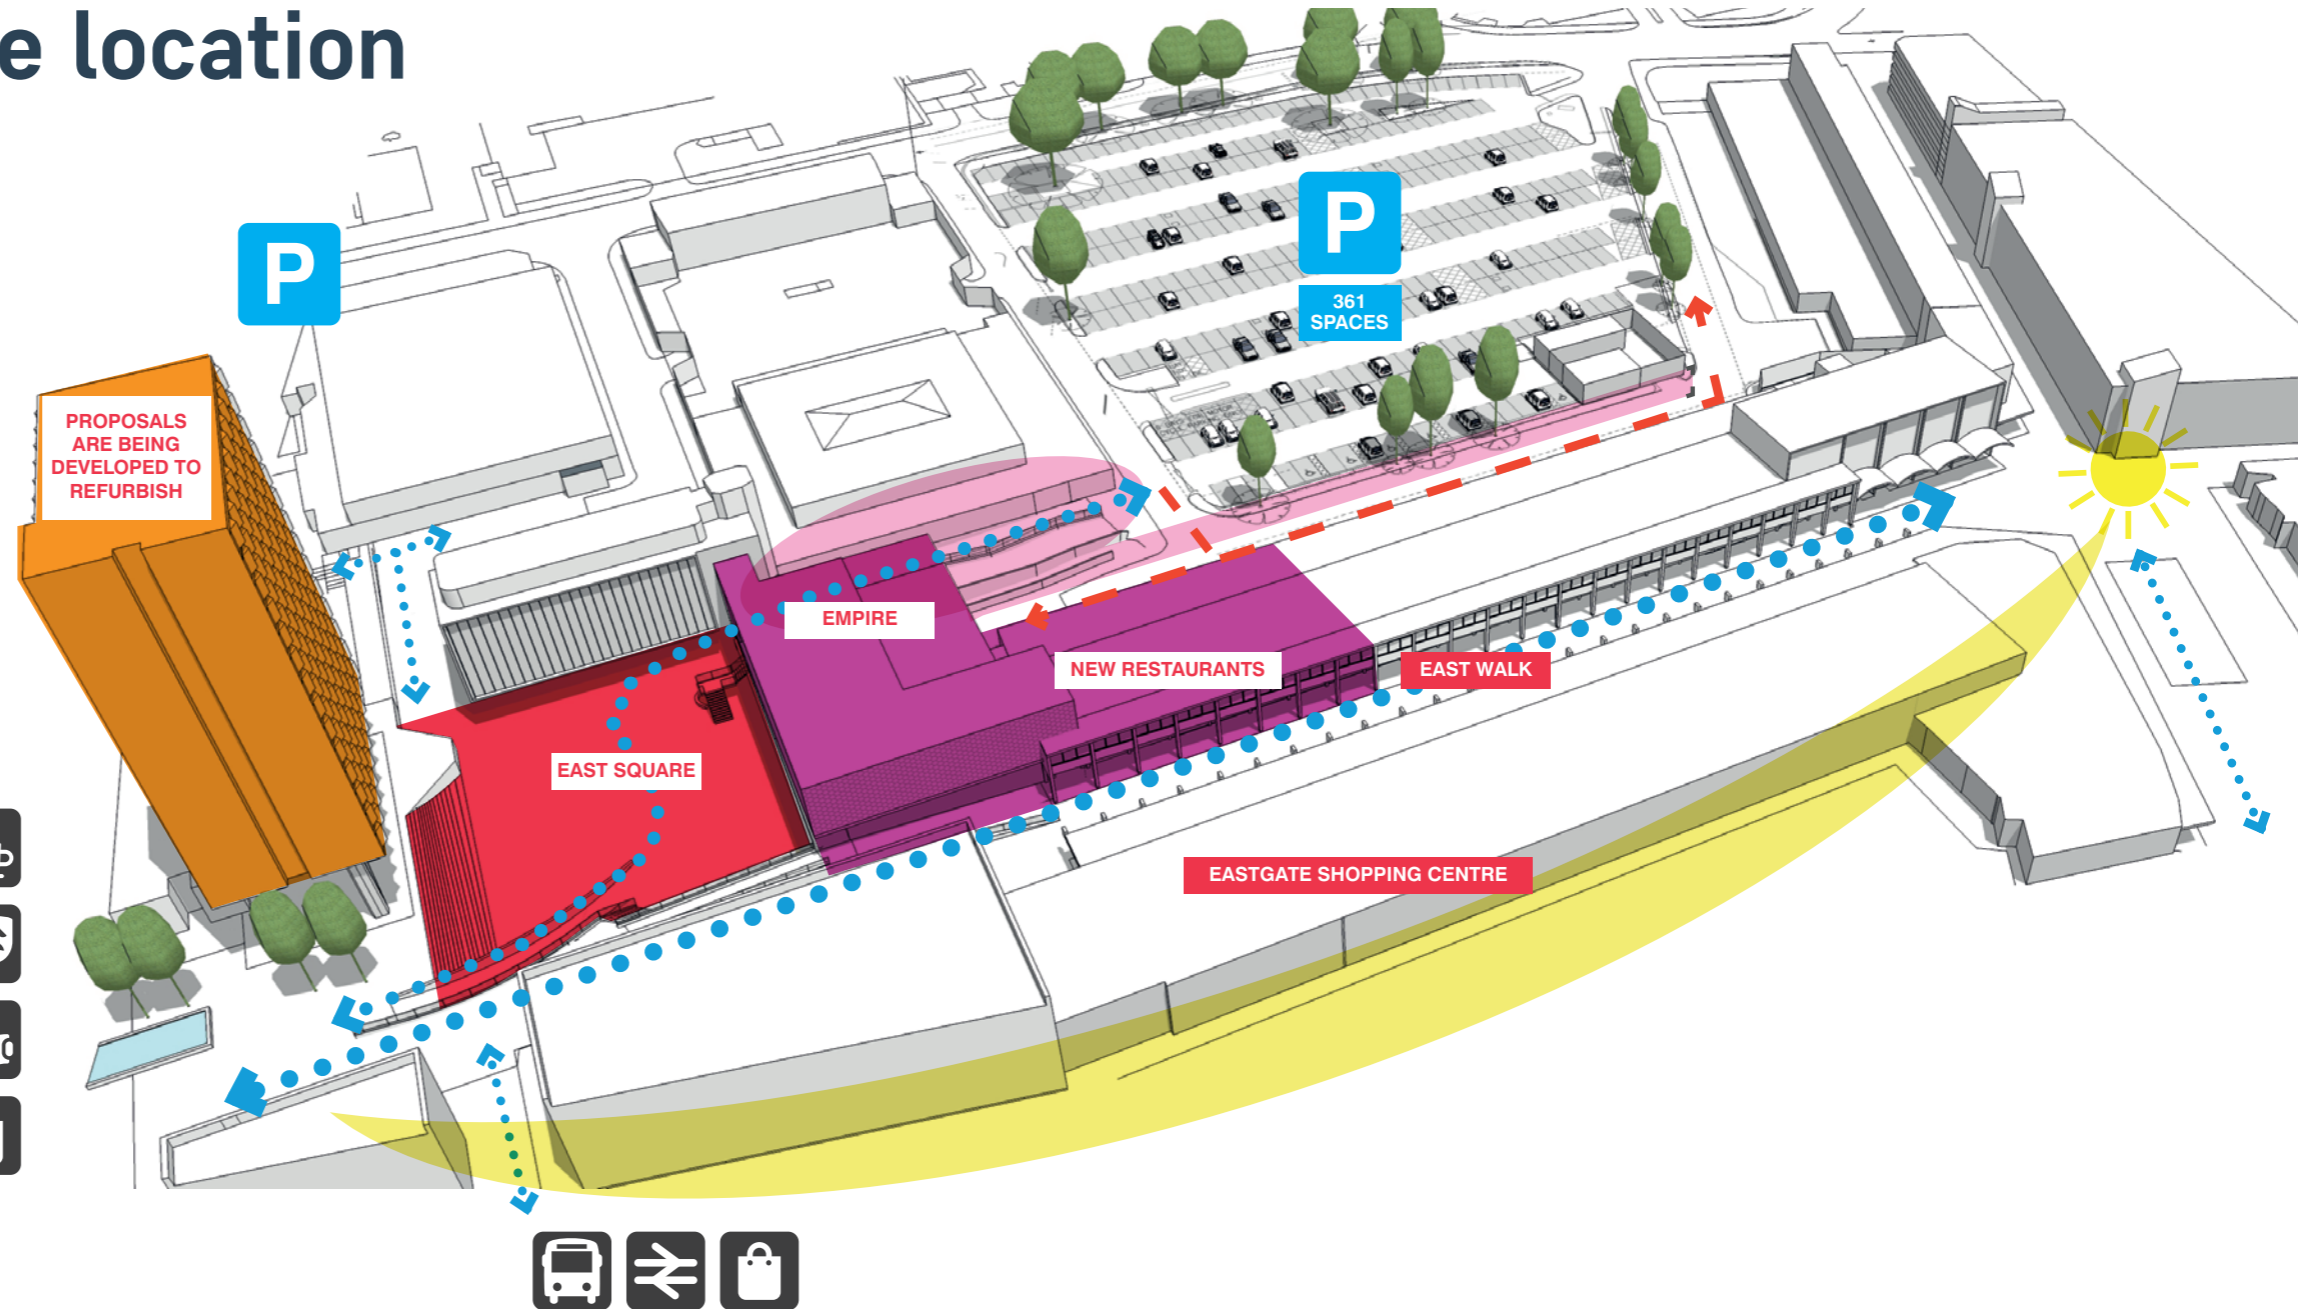 e location
P
P
361
SPACES
PROPOSALS
ARE BEING
DEVELOPED TO
REFURBISH
EMPIRE
NEW RESTAURANTS
EAST WALK
EAST SQUARE
EASTGATE SHOPPING CENTRE